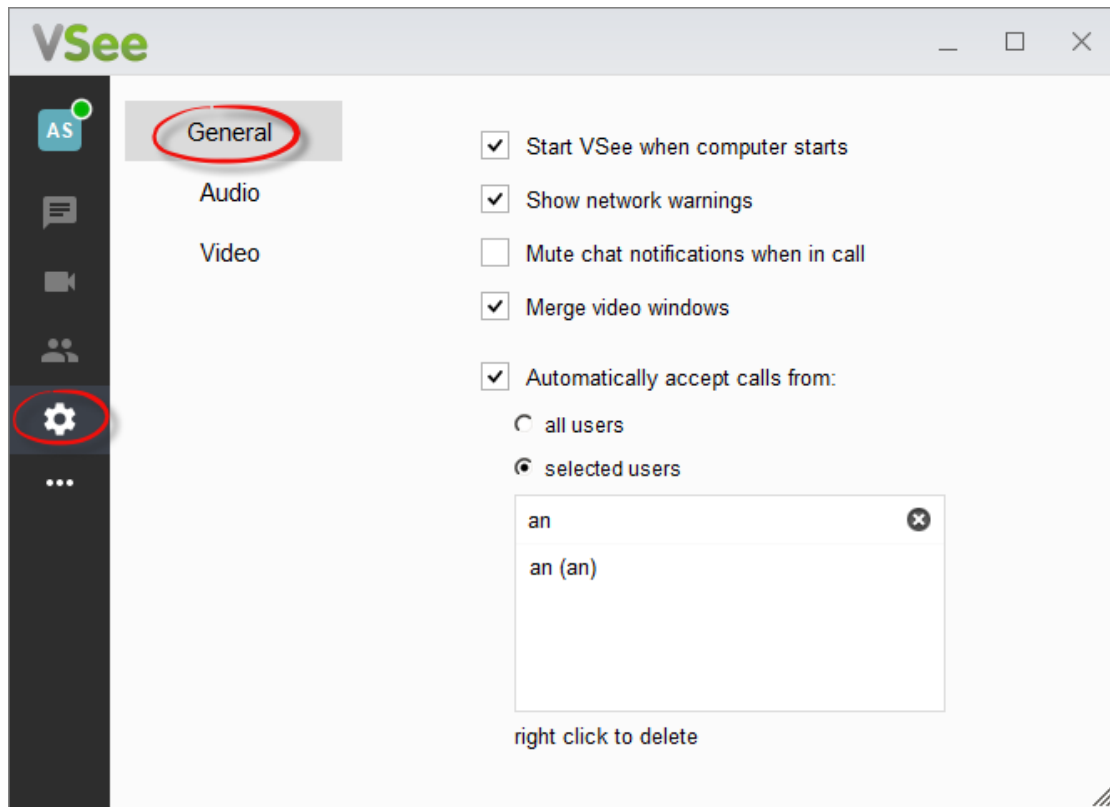 VSee
AS
General
Audio
Video
Start VSee when computer starts
Show network warnings
Mute chat notifications when in call
Merge video windows
Automatically accept calls from:
all users
selected users
an
an (an)
right click to delete